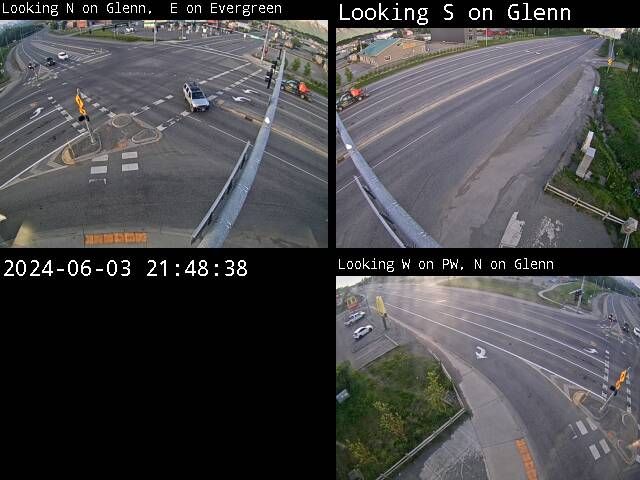 Looking N on Glenn,  E on Evergreen
Looking S on Glenn
2024-06-03 21:48:38
Looking W on PW, N on Glenn